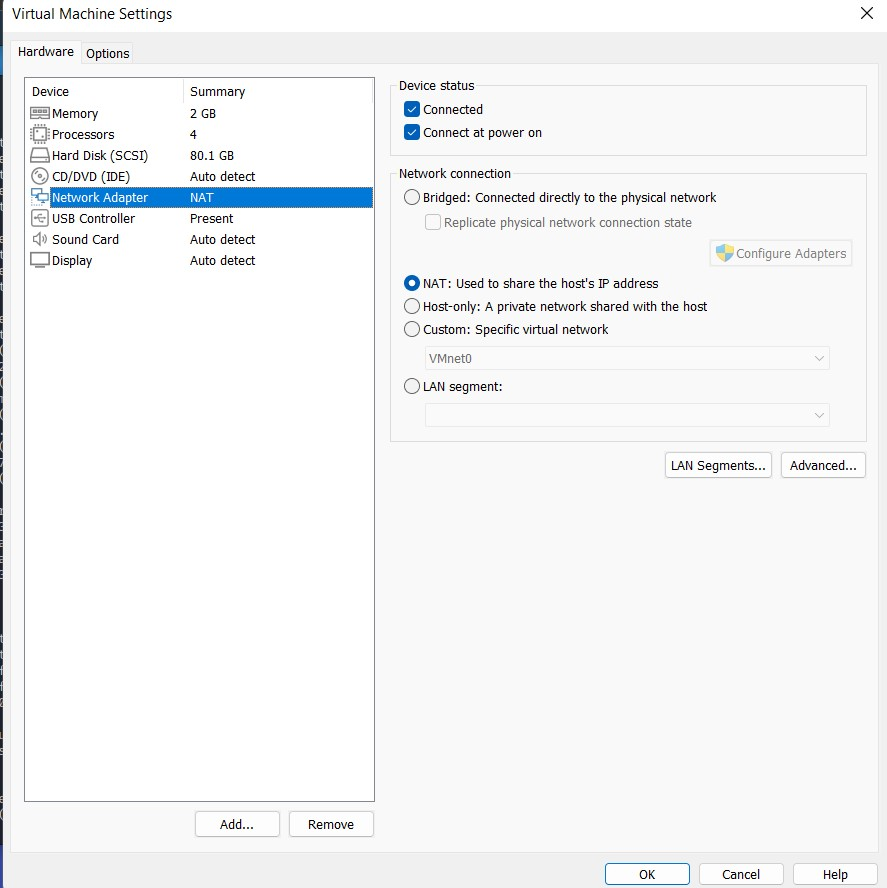 Virtual Machine Settings
Hardware Options
Device Summary
Memory 2 GB
Processors 4
Hard Disk (SCSI) 80.1 GB
CD/DVD (IDE) Auto detect
Network Adapter NAT
USB Controller Present
Sound Card Auto detect
Display Auto detect
Add... Remove
Device status
Connected
Connect at power on
Network connection
Bridged: Connected directly to the physical network
Replicate physical network connection state
Configure Adapters
NAT: Used to share the host's IP address
Host-only: A private network shared with the host
Custom: Specific virtual network
VMnet0
LAN segment:
LAN Segments... Advanced...
OK Cancel Help